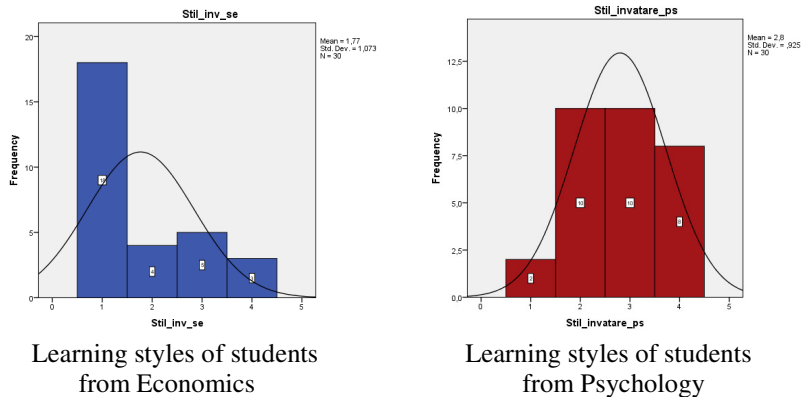 Stil_inv_se
Mean = 1,77
Std. Dev. = 1,073
N = 30
Frequency
20
15
10
5
0
18
4
5
3
0 1 2 3 4 5
Stil_inv_se
Learning styles of students
from Economics
Stil_invatare_ps
Mean = 2,8
Std. Dev. = ,925
N = 30
Frequency
12,5
10,0
7,5
5,0
2,5
0,0
2
10
10
8
0 1 2 3 4 5
Stil_invatare_ps
Learning styles of students
from Psychology